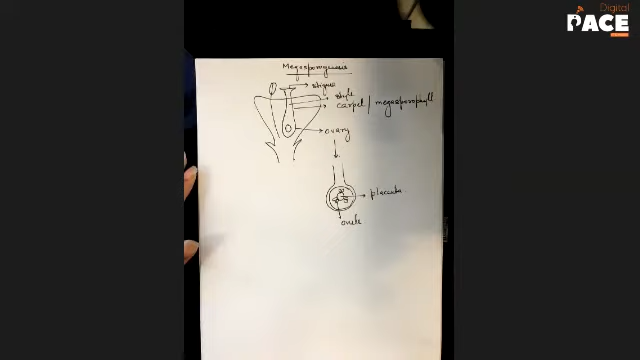 Digital
PACE
Megasporogenesis
stigma
style
carpel / megasporophyll
ovary
placenta
ovule